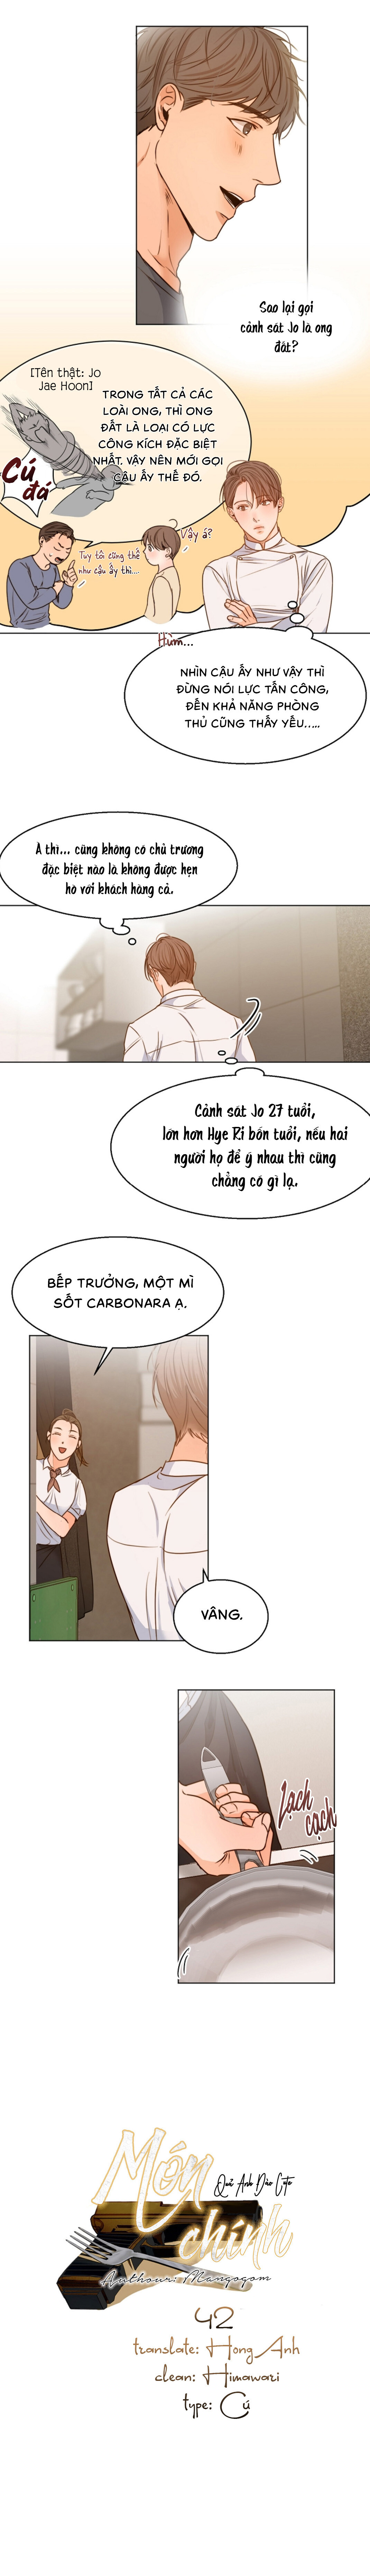 Sao lại gọi
cảnh sát Jo là ong
đất?
[Tên thật: Jo
Jae Hoon]
TRONG TẤT CẢ CÁC
LOÀI ONG, THÌ ONG
ĐẤT LÀ LOẠI CÓ LỰC
CÔNG KÍCH ĐẶC BIỆT
NHẤT. VẬY NÊN MỚI GỌI
CẬU ẤY THẾ ĐÓ.
Cú
đá
Vậy á?
Tuy tôi cũng thế
như cậu ấy thì...
Hừm...
NHÌN CẬU ẤY NHƯ VẬY THÌ
ĐỪNG NÓI LỰC TẤN CÔNG,
ĐẾN KHẢ NĂNG PHÒNG
THỦ CŨNG THẤY YẾU.....
À thì... cũng không có chủ trương
đặc biệt nào là không được hẹn
hò với khách hàng cả.
Cảnh sát Jo 27 tuổi,
lớn hơn Hye Ri bốn tuổi, nếu hai
người họ để ý nhau thì cũng
chẳng có gì lạ.
BẾP TRƯỞNG, MỘT MÌ
SỐT CARBONARA Ạ.
VÂNG.
Lạch
cạch
Món
chính
Quả Anh Đào Cute
Authour: Mangogom
42
translate: Hong Anh
clean: Himawari
type: Cú